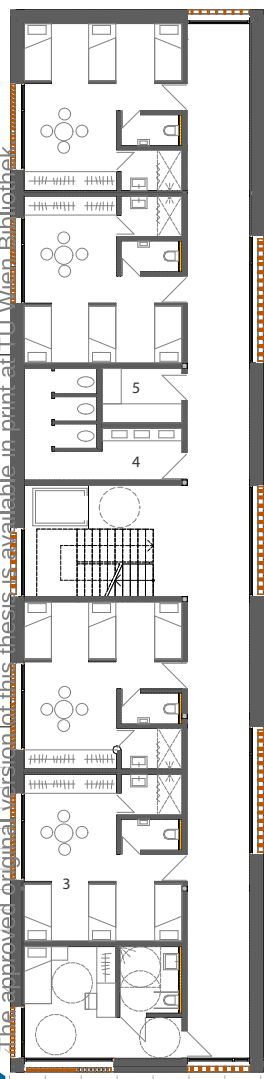 The approved original version of this thesis is available in print at TU Wien Bibliothek
5
4
3